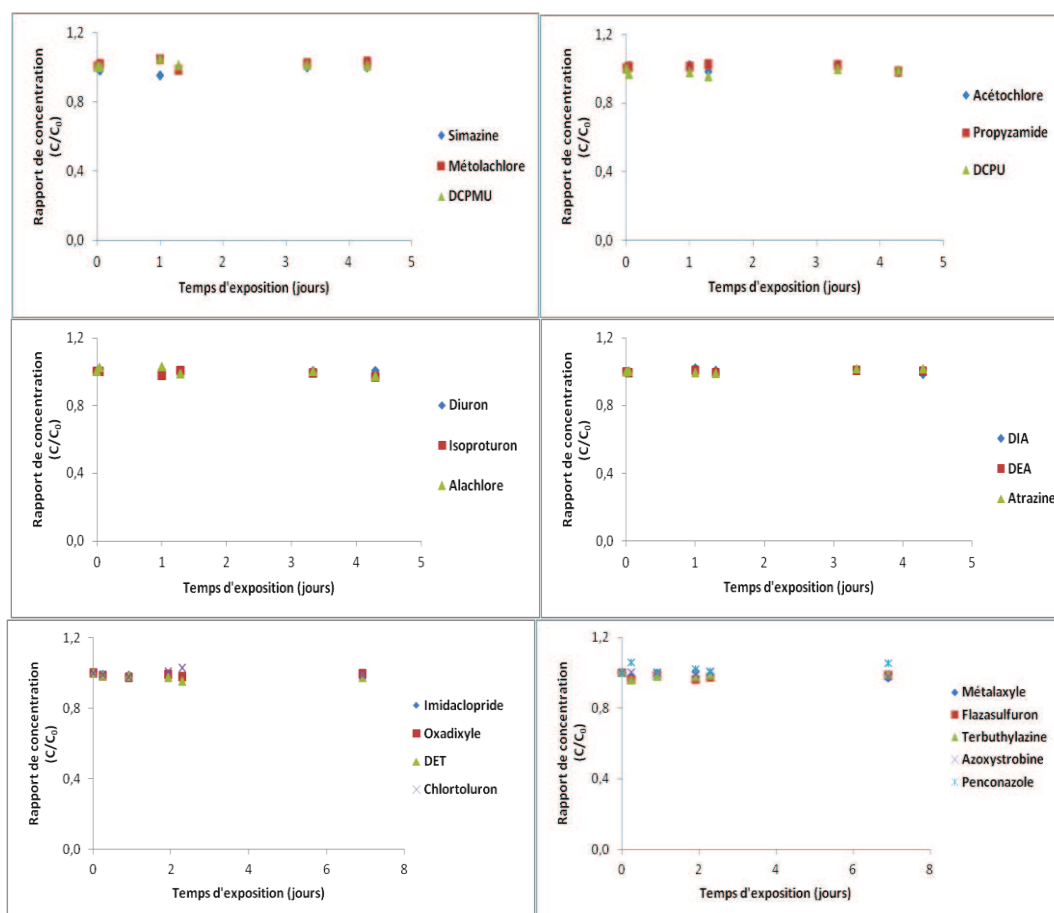 Rapport de concentration
(C/C₀)
1,2
0,8
0,4
0,0
0 1 2 3 4 5
Temps d'exposition (jours)
Simazine
Métolachlore
DCPMU
Rapport de concentration
(C/C₀)
1,2
0,8
0,4
0,0
0 1 2 3 4 5
Temps d'exposition (jours)
Acétochlore
Propyzamide
DCPU
Rapport de concentration
(C/C₀)
1,2
0,8
0,4
0,0
0 1 2 3 4 5
Temps d'exposition (jours)
Diuron
Isoproturon
Alachlore
Rapport de concentration
(C/C₀)
1,2
0,8
0,4
0,0
0 1 2 3 4 5
Temps d'exposition (jours)
DIA
DEA
Atrazine
Rapport de concentration
(C/C₀)
1,2
0,8
0,4
0,0
0 2 4 6 8
Temps d'exposition (jours)
Imidaclopride
Oxadixyle
DET
Chlortoluron
Rapport de concentration
(C/C₀)
1,2
0,8
0,4
0,0
0 2 4 6 8
Temps d'exposition (jours)
Métalaxyle
Flazasulfuron
Terbuthylazine
Azoxystrobine
Penconazole